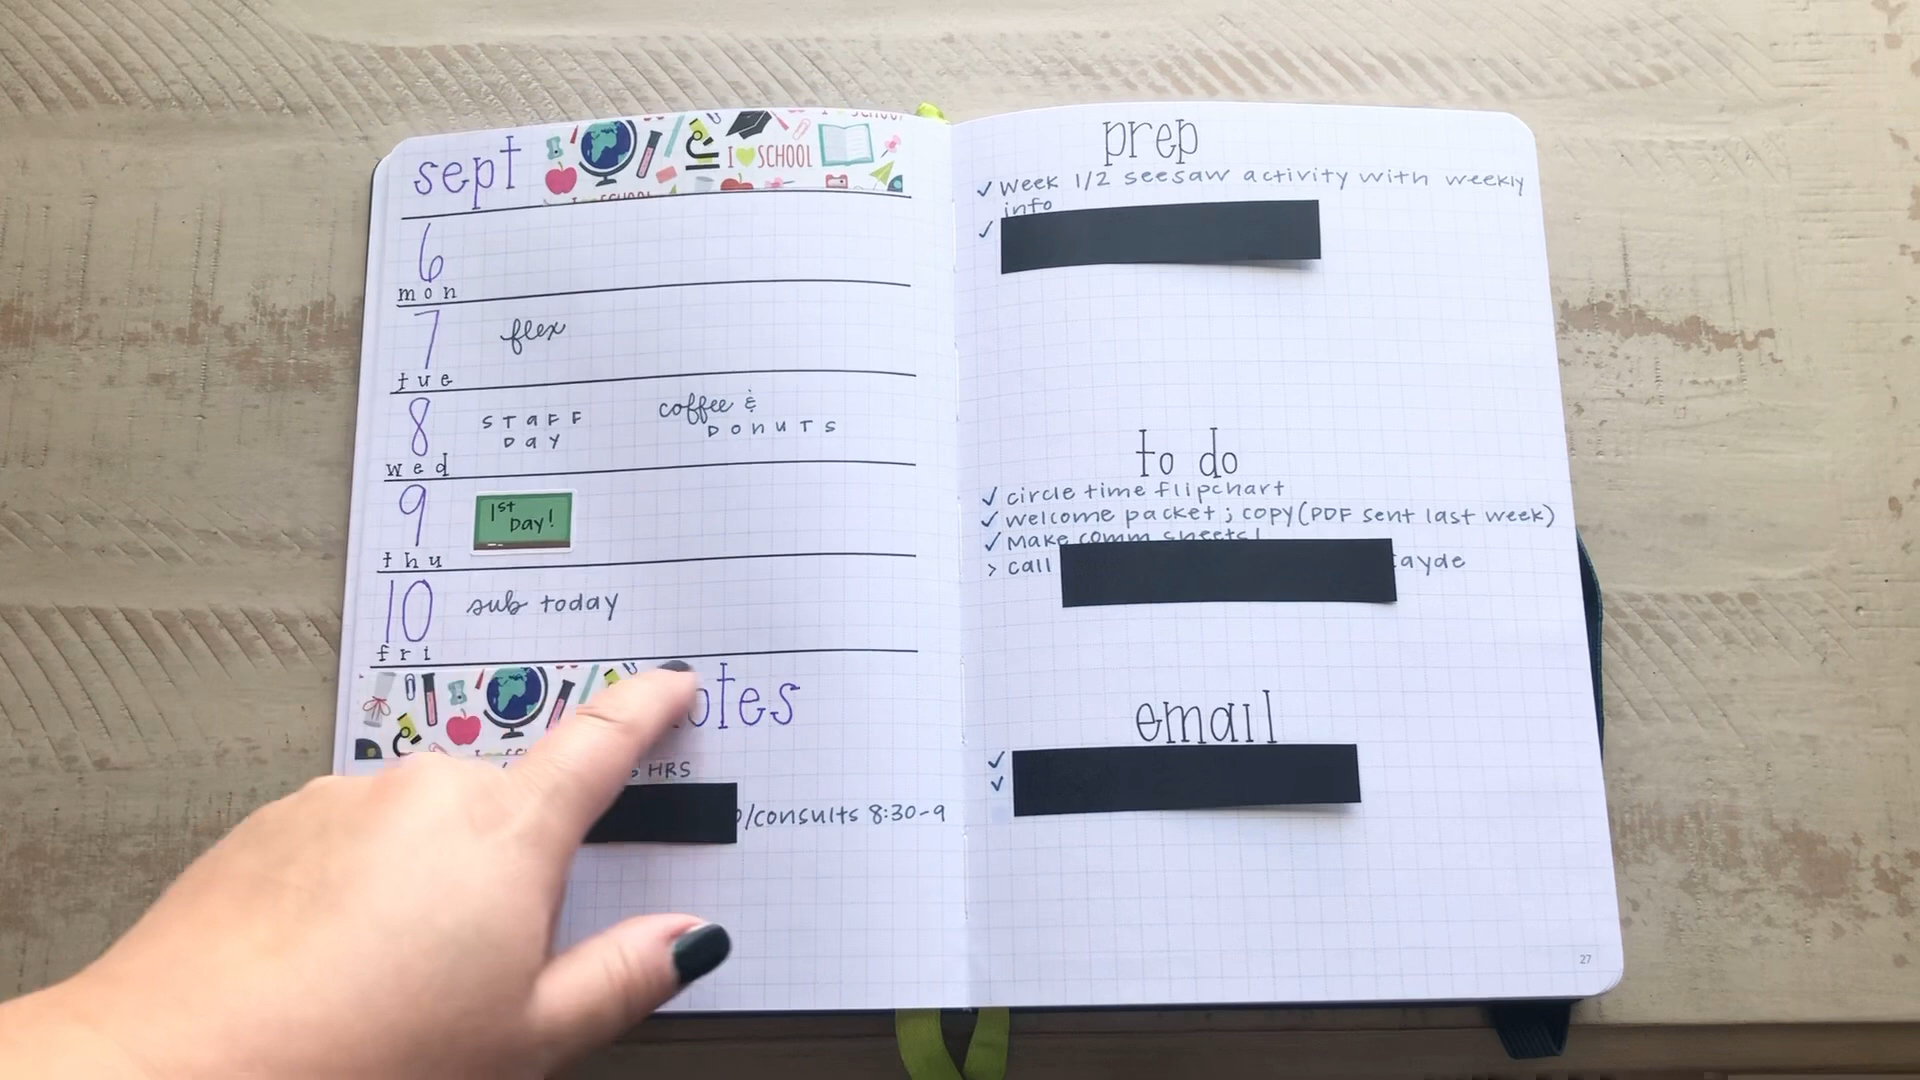 sept
I SCHOOL
6
mon
7
flex
tue
8
STAFF
DAY
coffee &
DONUTS
wed
9
1st
Day!
thu
10
sub today
fri
HRS
/consults 8:30-9
prep
✓ week 1/2 seesaw activity with weekly
info
✓
to do
✓ circle time flipchart
✓ welcome packet ; copy (PDF sent last week)
✓ Make comm sheets!
> call
email
✓
✓
27